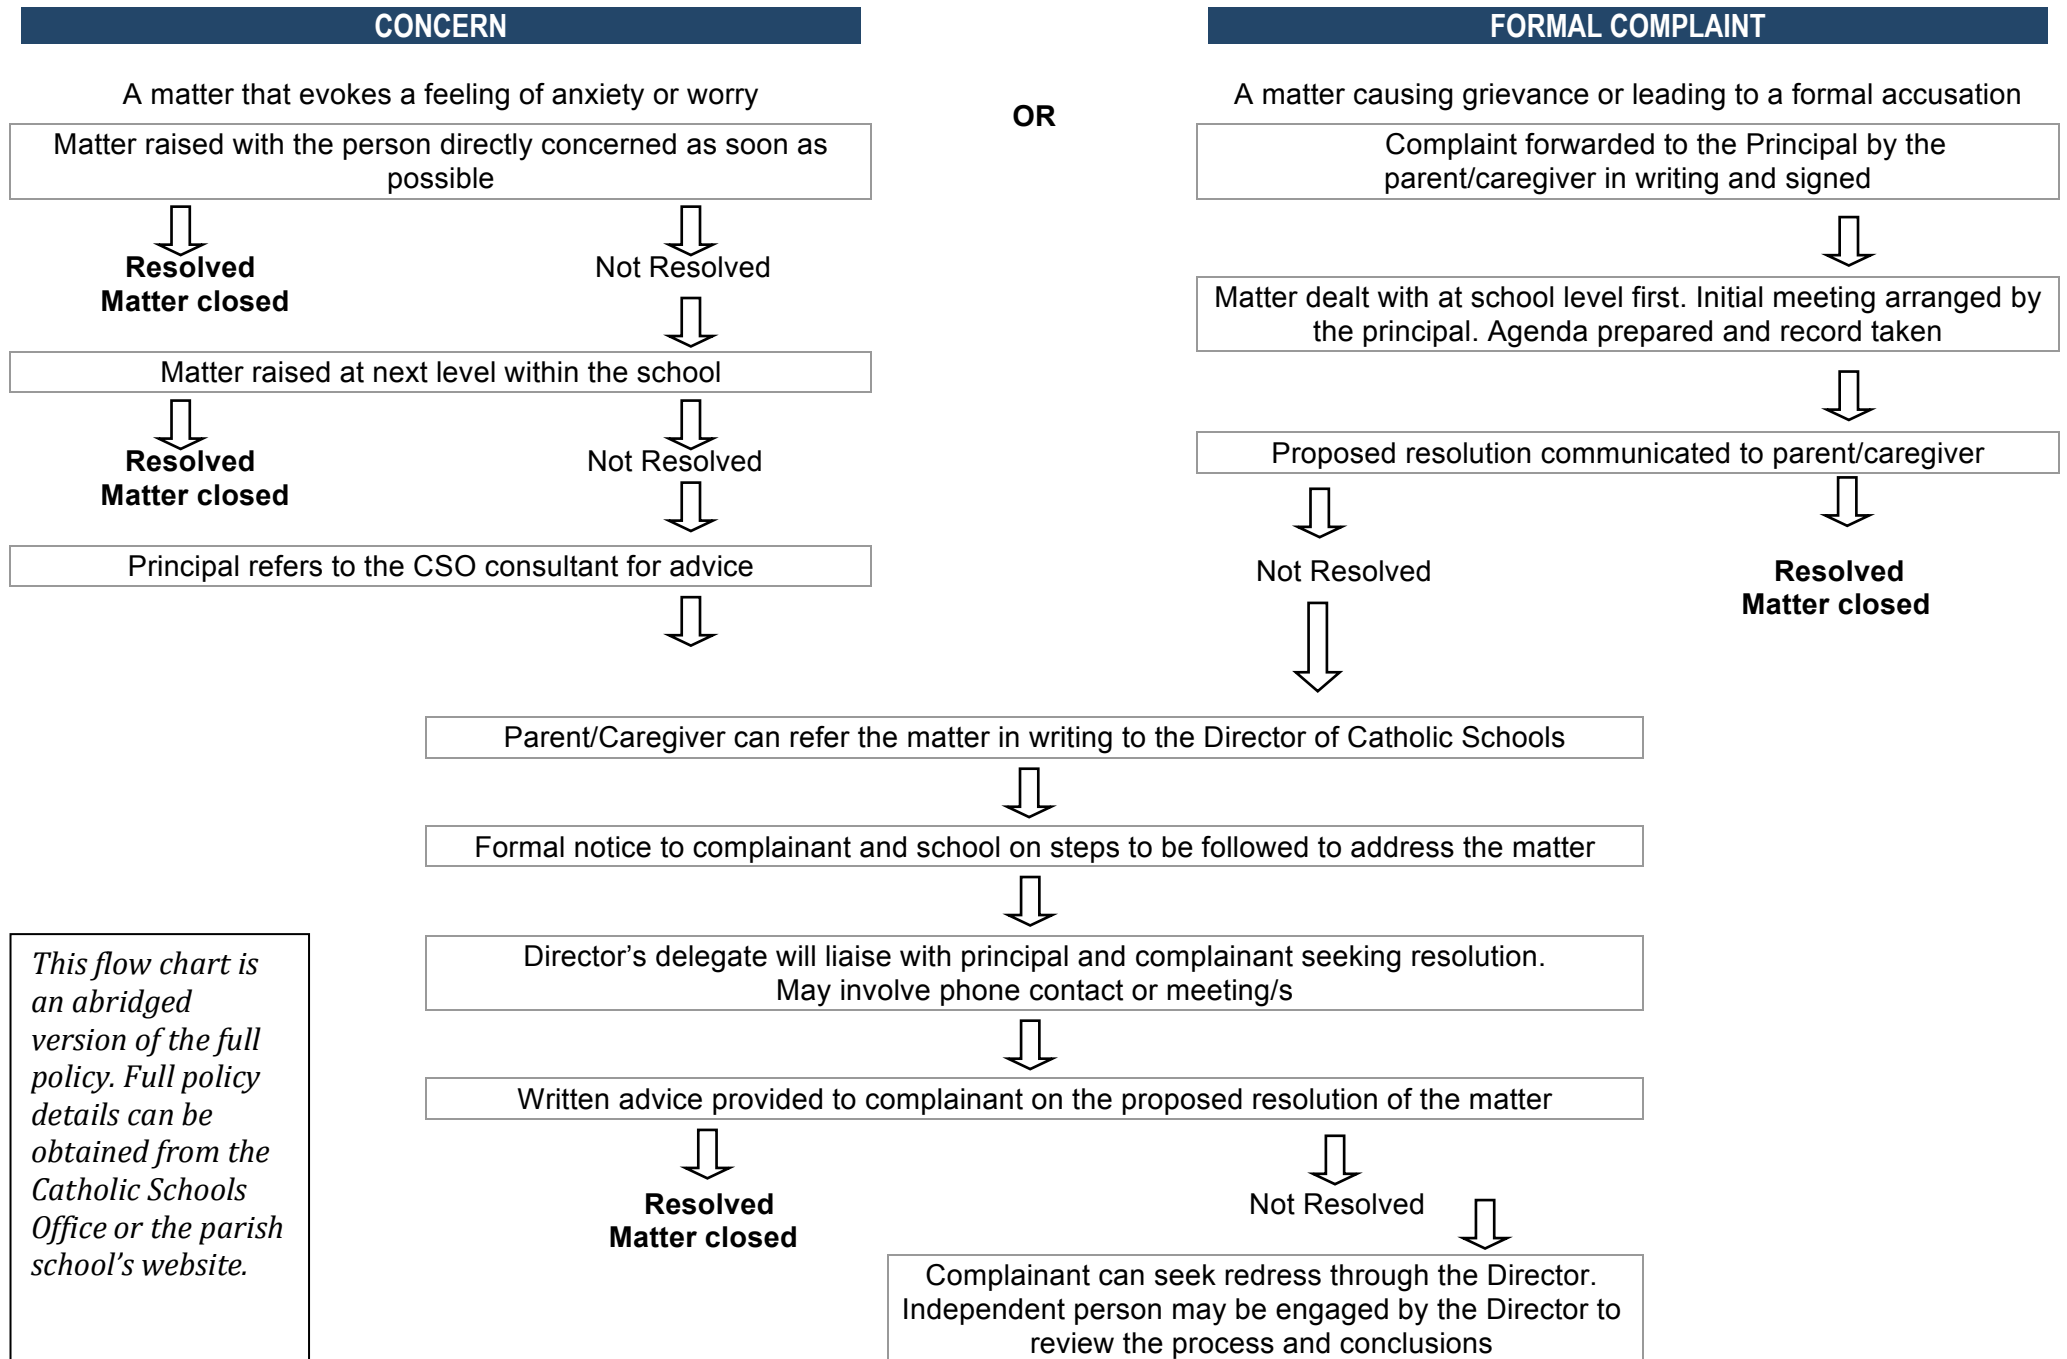 CONCERN
A matter that evokes a feeling of anxiety or worry
Matter raised with the person directly concerned as soon as
possible
Resolved
Matter closed
Not Resolved
Matter raised at next level within the school
Resolved
Matter closed
Not Resolved
Principal refers to the CSO consultant for advice
OR
FORMAL COMPLAINT
A matter causing grievance or leading to a formal accusation
Complaint forwarded to the Principal by the
parent/caregiver in writing and signed
Matter dealt with at school level first. Initial meeting arranged by
the principal. Agenda prepared and record taken
Proposed resolution communicated to parent/caregiver
Not Resolved
Resolved
Matter closed
Parent/Caregiver can refer the matter in writing to the Director of Catholic Schools
Formal notice to complainant and school on steps to be followed to address the matter
Director’s delegate will liaise with principal and complainant seeking resolution.
May involve phone contact or meeting/s
Written advice provided to complainant on the proposed resolution of the matter
Resolved
Matter closed
Not Resolved
Complainant can seek redress through the Director.
Independent person may be engaged by the Director to
review the process and conclusions
This flow chart is
an abridged
version of the full
policy. Full policy
details can be
obtained from the
Catholic Schools
Office or the parish
school’s website.